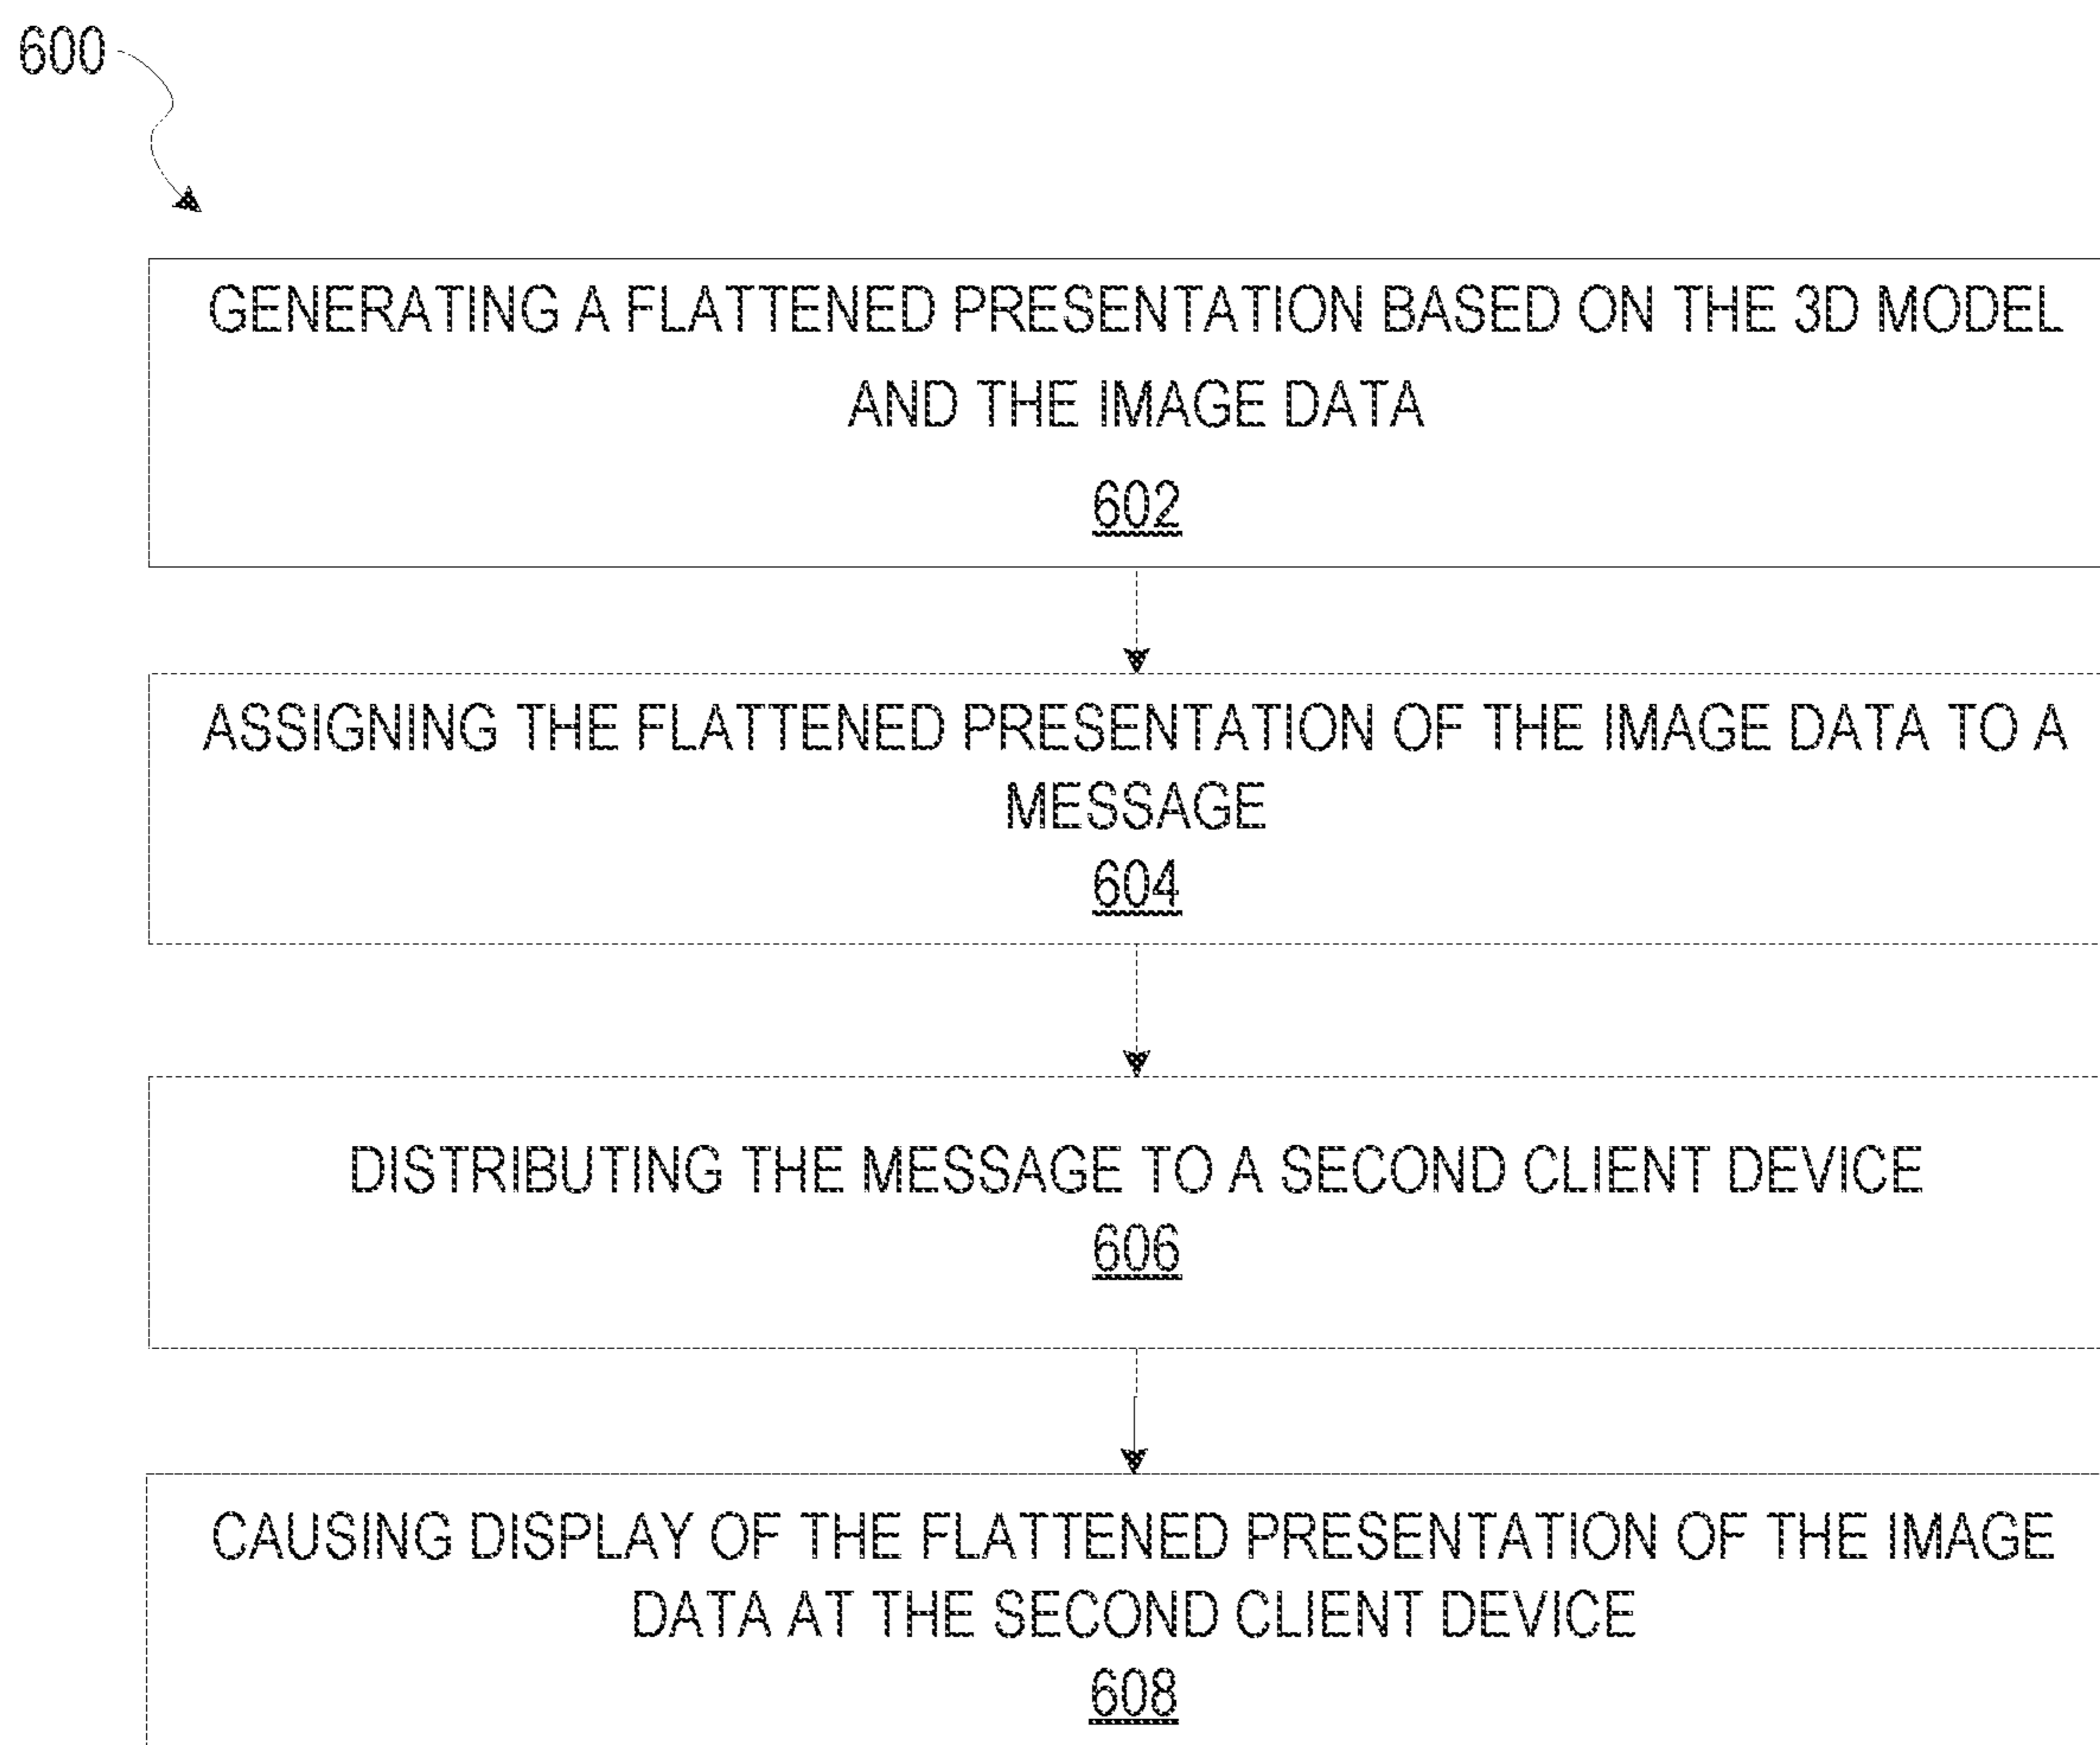 600
GENERATING A FLATTENED PRESENTATION BASED ON THE 3D MODEL
AND THE IMAGE DATA
602
ASSIGNING THE FLATTENED PRESENTATION OF THE IMAGE DATA TO A
MESSAGE
604
DISTRIBUTING THE MESSAGE TO A SECOND CLIENT DEVICE
606
CAUSING DISPLAY OF THE FLATTENED PRESENTATION OF THE IMAGE
DATA AT THE SECOND CLIENT DEVICE
608